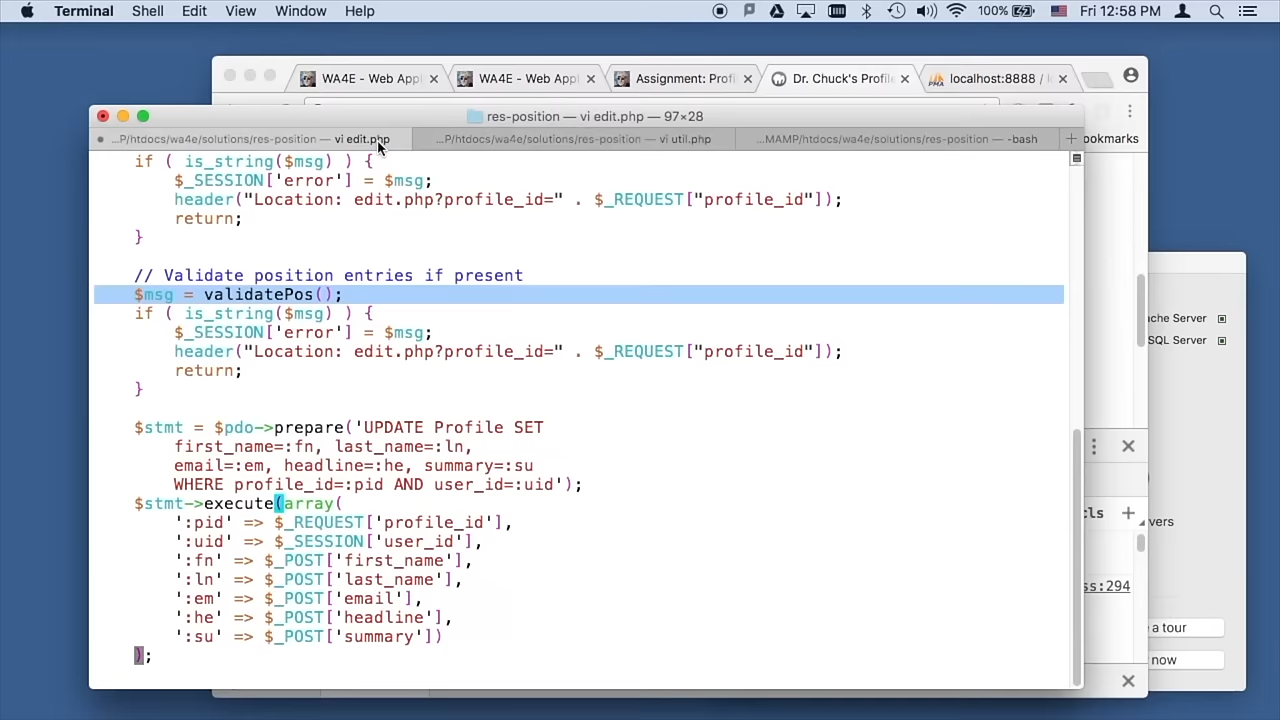 Terminal Shell Edit View Window Help 100% Fri 12:58 PM
WA4E - Web Appl WA4E - Web Appl Assignment: Profi Dr. Chuck's Profile localhost:8888 / lo
res-position — vi edit.php — 97×28
...P/htdocs/wa4e/solutions/res-position — vi edit.php ...P/htdocs/wa4e/solutions/res-position — vi util.php ...MAMP/htdocs/wa4e/solutions/res-position — -bash + okmarks
if ( is_string($msg) ) {
$_SESSION['error'] = $msg;
header("Location: edit.php?profile_id=" . $_REQUEST["profile_id"]);
return;
}
// Validate position entries if present
$msg = validatePos();
if ( is_string($msg) ) {
$_SESSION['error'] = $msg;
header("Location: edit.php?profile_id=" . $_REQUEST["profile_id"]);
return;
}
$stmt = $pdo->prepare('UPDATE Profile SET
first_name=:fn, last_name=:ln,
email=:em, headline=:he, summary=:su
WHERE profile_id=:pid AND user_id=:uid');
$stmt->execute(array(
':pid' => $_REQUEST['profile_id'],
':uid' => $_SESSION['user_id'],
':fn' => $_POST['first_name'],
':ln' => $_POST['last_name'],
':em' => $_POST['email'],
':he' => $_POST['headline'],
':su' => $_POST['summary'])
);
che Server
SQL Server
cls
vers
ss:294
a tour
now